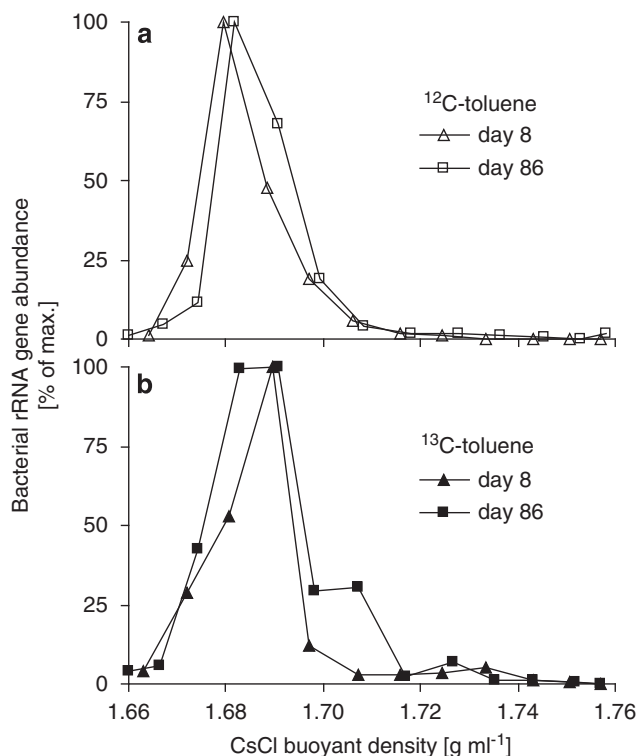 a
100
75
50
25
0
¹²C-toluene
day 8
day 86
Bacterial rRNA gene abundance
[% of max.]
b
100
75
50
25
0
¹³C-toluene
day 8
day 86
1.66 1.68 1.70 1.72 1.74 1.76
CsCl buoyant density [g ml⁻¹]